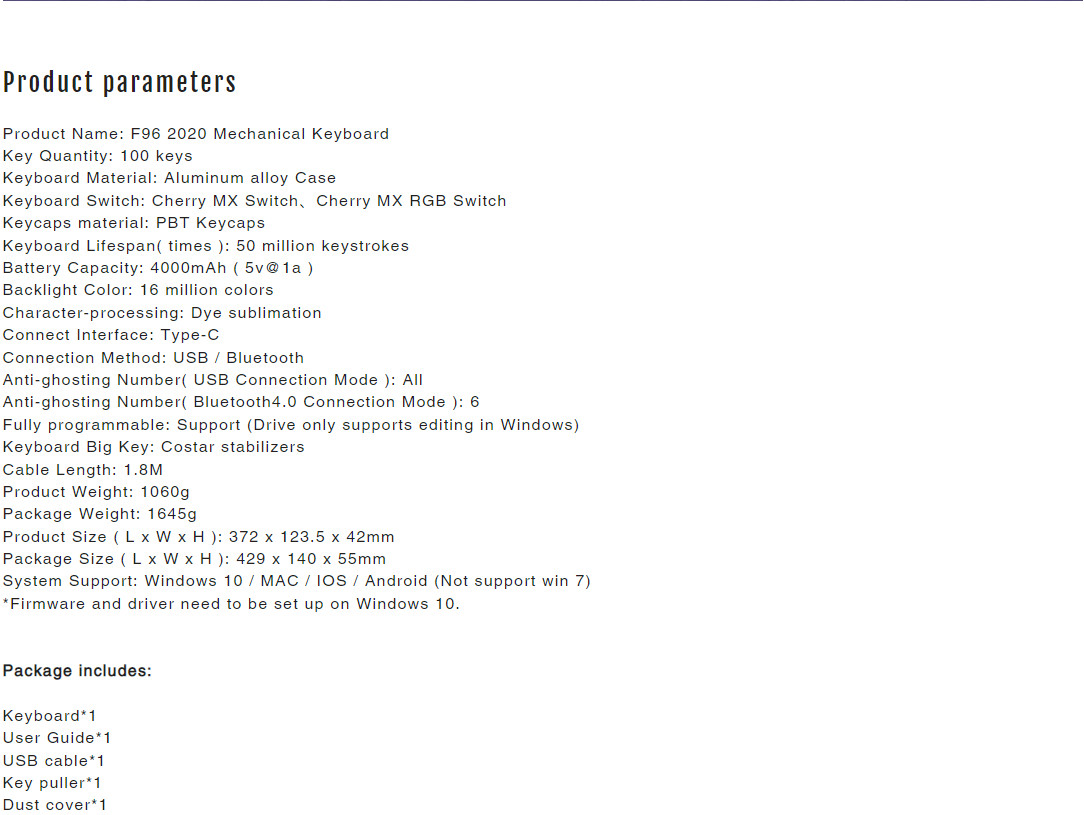 Product parameters
Product Name: F96 2020 Mechanical Keyboard
Key Quantity: 100 keys
Keyboard Material: Aluminum alloy Case
Keyboard Switch: Cherry MX Switch、Cherry MX RGB Switch
Keycaps material: PBT Keycaps
Keyboard Lifespan( times ): 50 million keystrokes
Battery Capacity: 4000mAh ( 5v@1a )
Backlight Color: 16 million colors
Character-processing: Dye sublimation
Connect Interface: Type-C
Connection Method: USB / Bluetooth
Anti-ghosting Number( USB Connection Mode ): All
Anti-ghosting Number( Bluetooth4.0 Connection Mode ): 6
Fully programmable: Support (Drive only supports editing in Windows)
Keyboard Big Key: Costar stabilizers
Cable Length: 1.8M
Product Weight: 1060g
Package Weight: 1645g
Product Size ( L x W x H ): 372 x 123.5 x 42mm
Package Size ( L x W x H ): 429 x 140 x 55mm
System Support: Windows 10 / MAC / IOS / Android (Not support win 7)
*Firmware and driver need to be set up on Windows 10.
Package includes:
Keyboard*1
User Guide*1
USB cable*1
Key puller*1
Dust cover*1